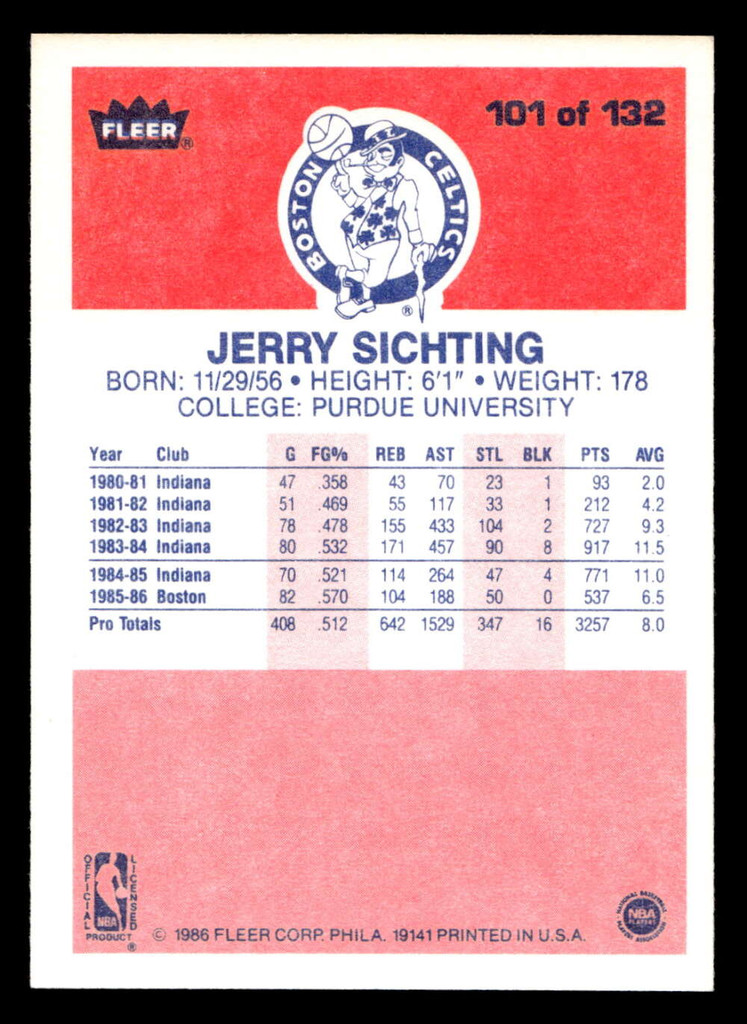 FLEER®
101 of 132
BOSTON CELTICS ®
JERRY SICHTING
BORN: 11/29/56 • HEIGHT: 6'1" • WEIGHT: 178
COLLEGE: PURDUE UNIVERSITY
Year Club G FG% REB AST STL BLK PTS AVG
1980-81 Indiana 47 .358 43 70 23 1 93 2.0
1981-82 Indiana 51 .469 55 117 33 1 212 4.2
1982-83 Indiana 78 .478 155 433 104 2 727 9.3
1983-84 Indiana 80 .532 171 457 90 8 917 11.5
1984-85 Indiana 70 .521 114 264 47 4 771 11.0
1985-86 Boston 82 .570 104 188 50 0 537 6.5
Pro Totals 408 .512 642 1529 347 16 3257 8.0
OFFICIAL LICENSED
NBA
PRODUCT ®
© 1986 FLEER CORP. PHILA. 19141 PRINTED IN U.S.A.
NATIONAL BASKETBALL
NBA
PLAYERS
PLAYERS ASSOCIATION